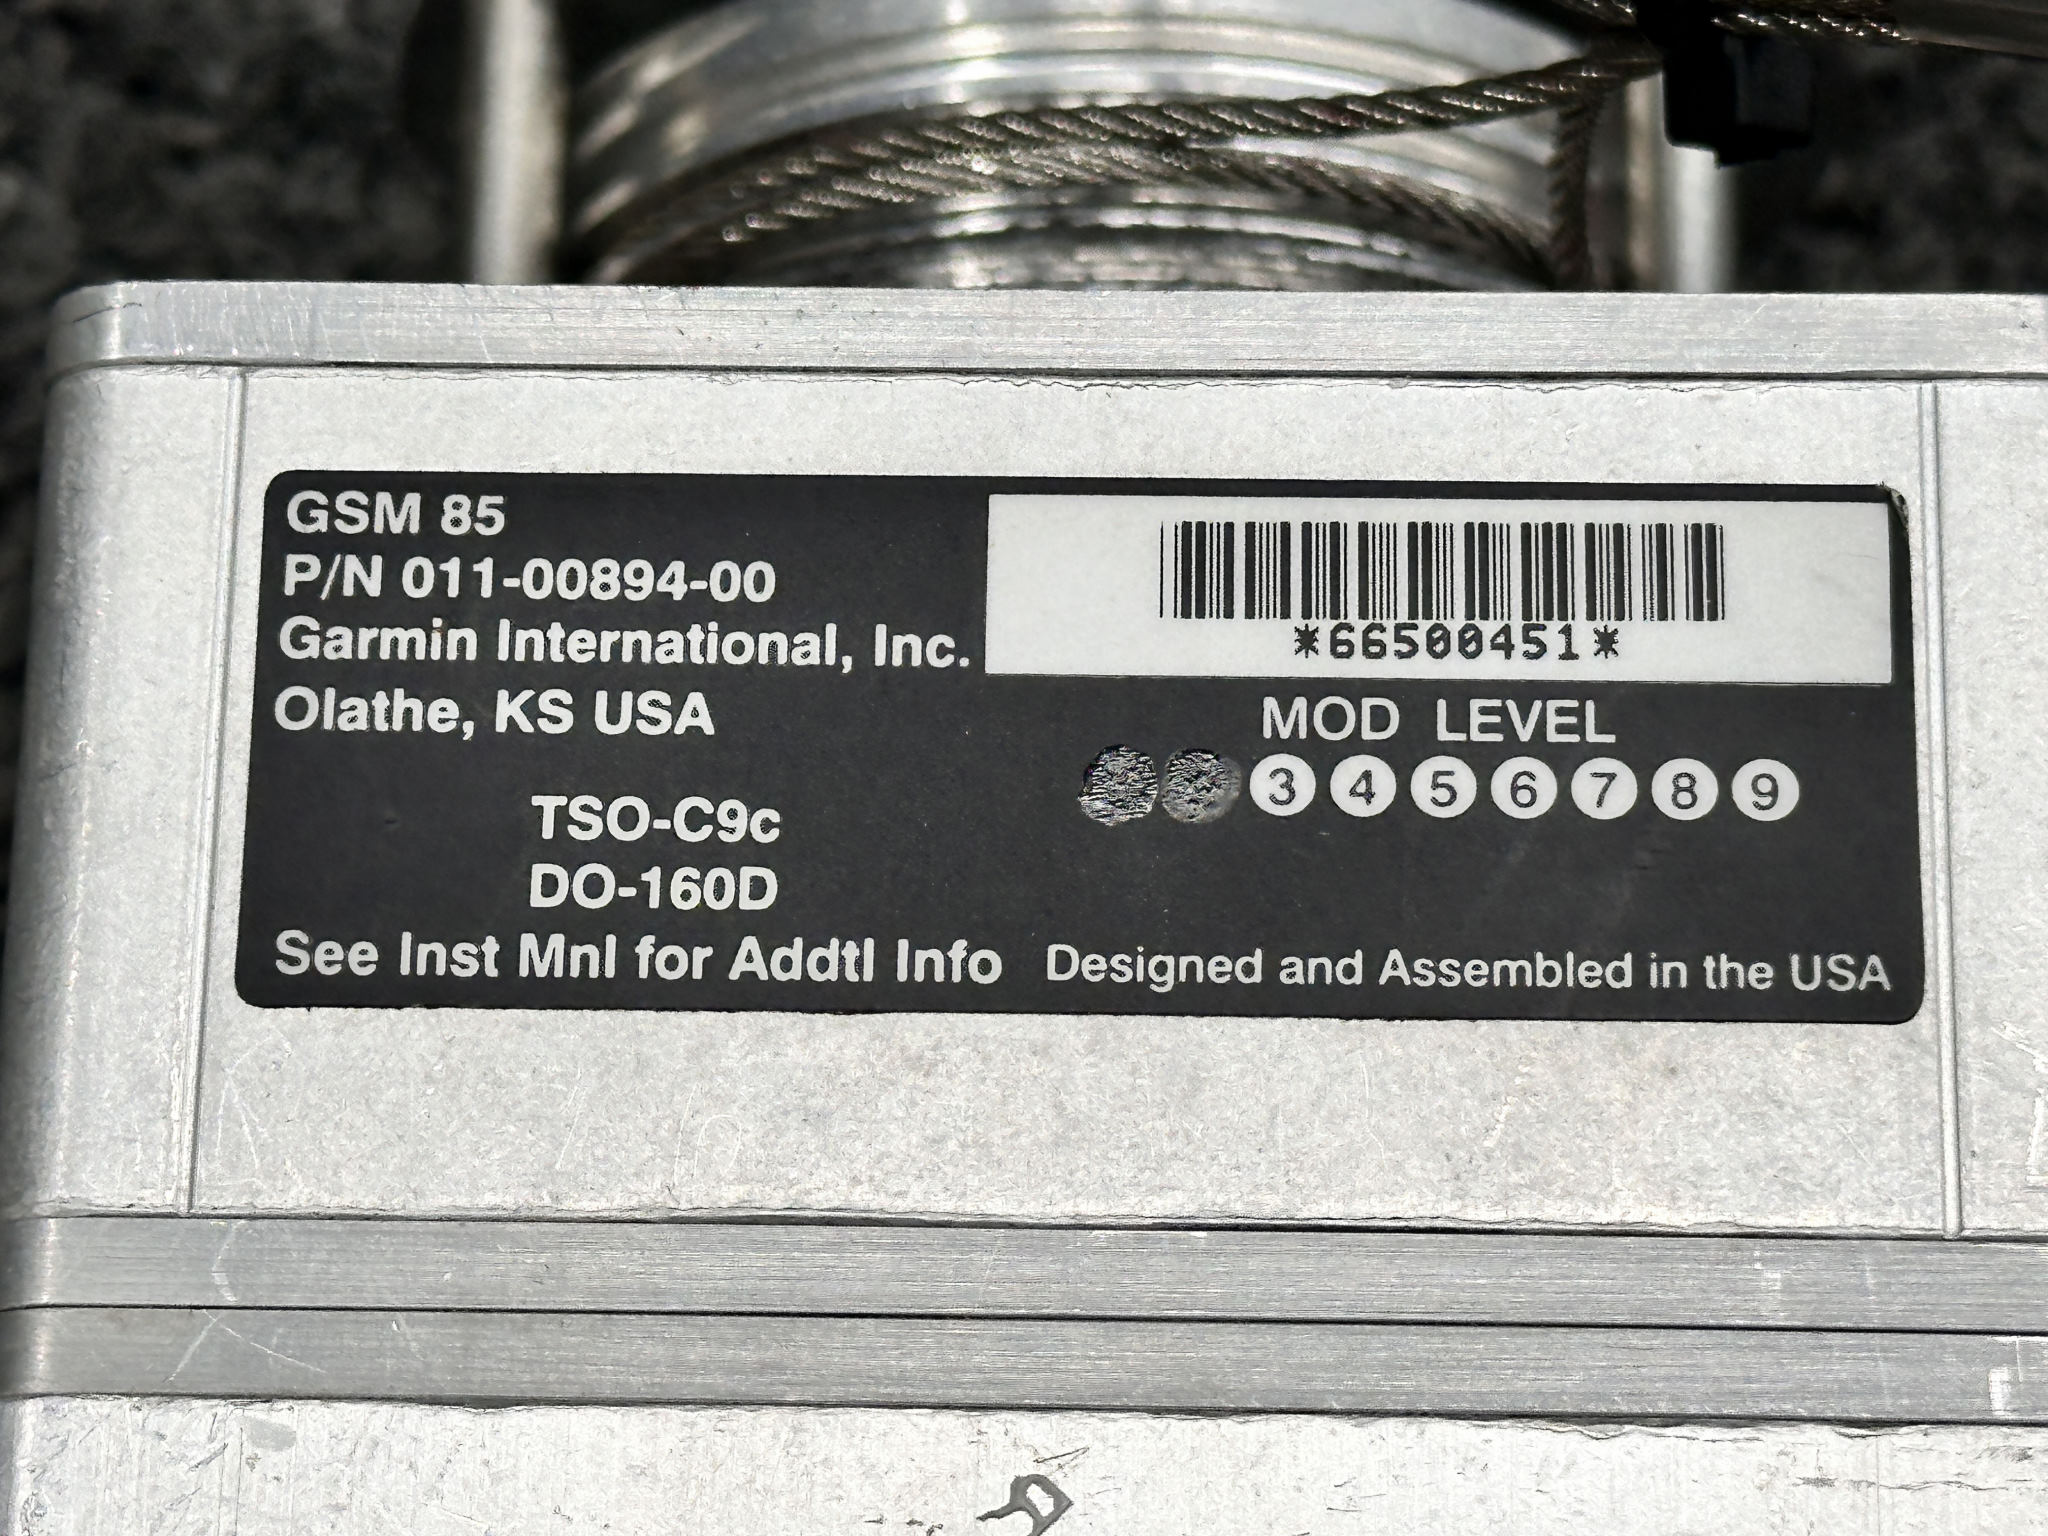 GSM 85
P/N 011-00894-00
Garmin International, Inc.
Olathe, KS USA
TSO-C9c
DO-160D
See Inst Mnl for Addtl Info
*66500451*
MOD LEVEL
3 4 5 6 7 8 9
Designed and Assembled in the USA